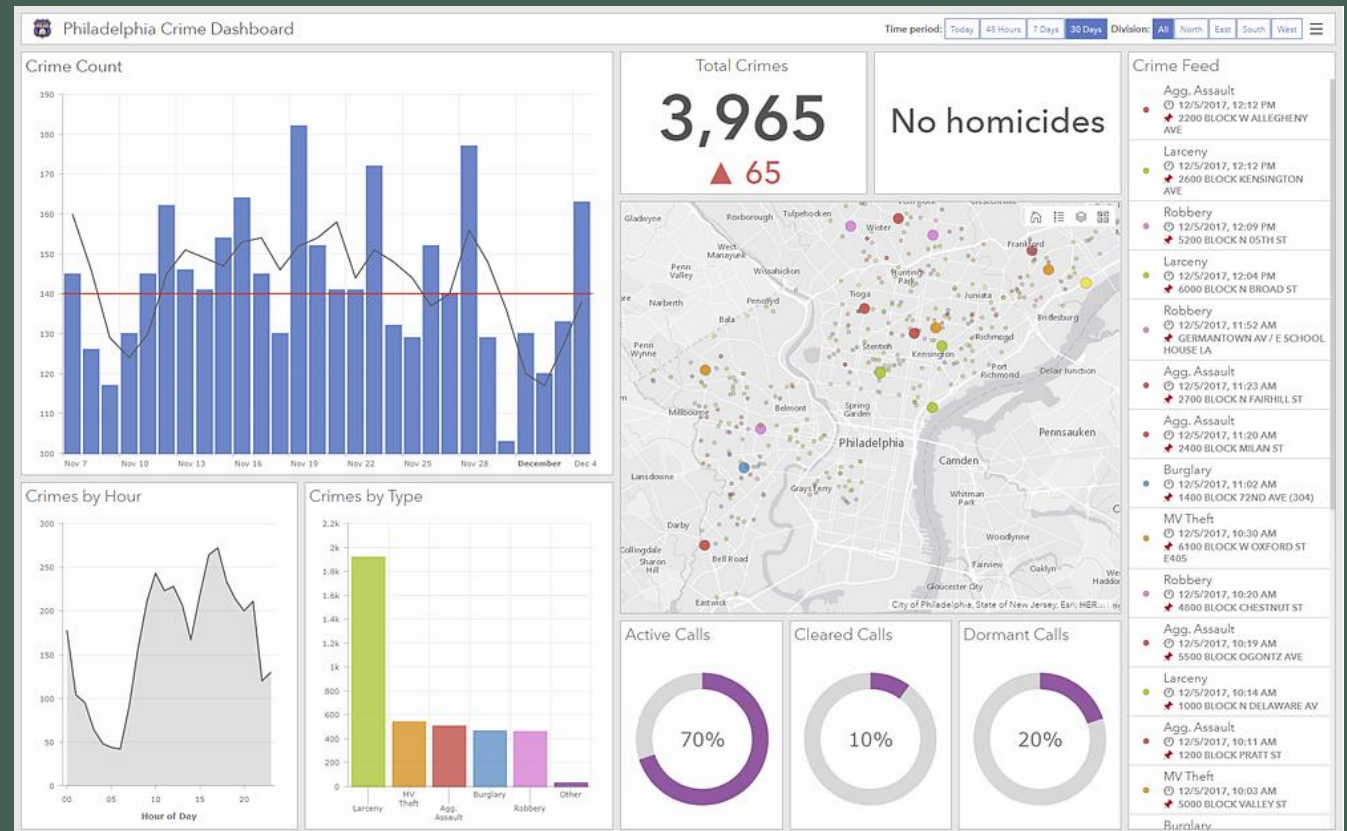 Philadelphia Crime Dashboard
Time period: Today 48 Hours 7 Days 30 Days Division: All North East South West
Crime Count
190
180
170
160
150
140
130
120
110
100
Nov 7 Nov 10 Nov 13 Nov 16 Nov 19 Nov 22 Nov 25 Nov 28 December Dec 4
Total Crimes
3,965
▲ 65
No homicides
Gladwyne
Roxborough
Tulpehocken
Wister
Frankford
West
Manayunk
Penn
Valley
Wissahickon
Hunting
Park
Narberth
Pencoyd
Tioga
Juniata
Bala
Bridesburg
Penn
Wynne
Stenton
Kensington
Richmond
Port
Richmond
Delair Junction
Millbourne
Belmont
Spring
Garden
Philadelphia
Pennsauken
Camden
Lansdowne
Grays Ferry
Whitman
Park
Darby
Woodlynne
Collingdale
Sharon
Hill
Bell Road
Fairview
Oaklyn
Gloucester City
Eastwick
City of Philadelphia, State of New Jersey, Esri, HER...
Crime Feed
Agg. Assault
12/5/2017, 12:12 PM
2200 BLOCK W ALLEGHENY
AVE
Larceny
12/5/2017, 12:12 PM
2600 BLOCK KENSINGTON
AVE
Robbery
12/5/2017, 12:09 PM
5200 BLOCK N 05TH ST
Larceny
12/5/2017, 12:04 PM
6000 BLOCK N BROAD ST
Robbery
12/5/2017, 11:52 AM
GERMANTOWN AV / E SCHOOL
HOUSE LA
Agg. Assault
12/5/2017, 11:23 AM
2700 BLOCK N FAIRHILL ST
Agg. Assault
12/5/2017, 11:20 AM
2400 BLOCK MILAN ST
Burglary
12/5/2017, 11:02 AM
1400 BLOCK 72ND AVE (304)
MV Theft
12/5/2017, 10:30 AM
6100 BLOCK W OXFORD ST
E405
Robbery
12/5/2017, 10:20 AM
4800 BLOCK CHESTNUT ST
Agg. Assault
12/5/2017, 10:19 AM
5500 BLOCK OGONTZ AVE
Larceny
12/5/2017, 10:14 AM
1000 BLOCK N DELAWARE AV
Agg. Assault
12/5/2017, 10:11 AM
1200 BLOCK PRATT ST
MV Theft
12/5/2017, 10:03 AM
5000 BLOCK VALLEY ST
Burglary
Crimes by Hour
300
250
200
150
100
50
0
00 05 10 15 20
Hour of Day
Crimes by Type
2.2k
2k
1.8k
1.6k
1.4k
1.2k
1k
800
600
400
200
0
Larceny
MV
Theft
Agg.
Assault
Burglary
Robbery
Other
Active Calls
70%
Cleared Calls
10%
Dormant Calls
20%